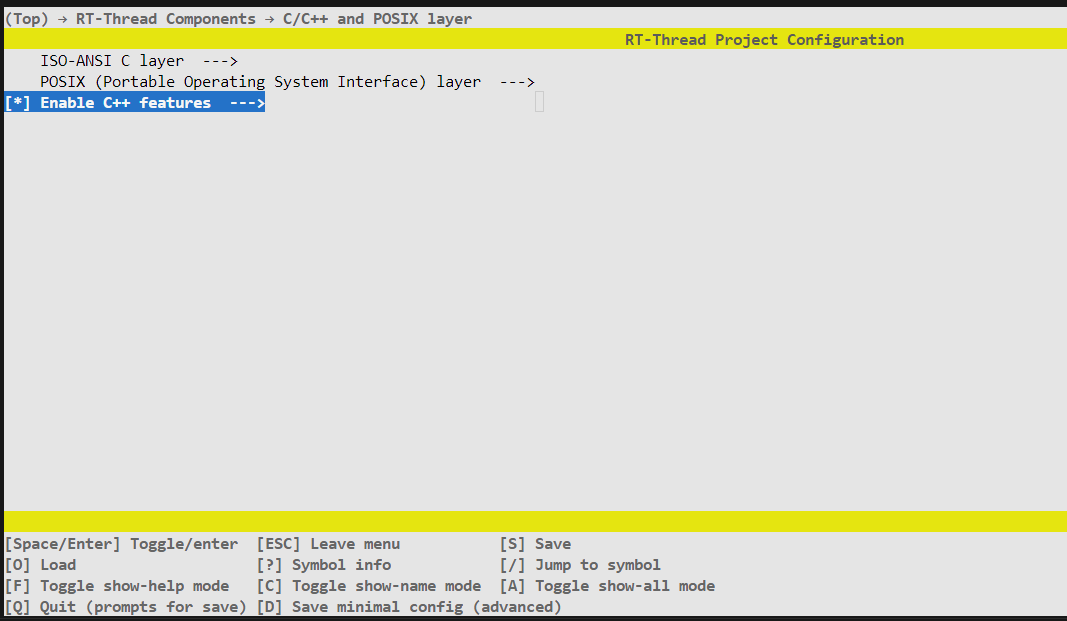 (Top) → RT-Thread Components → C/C++ and POSIX layer
RT-Thread Project Configuration
ISO-ANSI C layer  --->
POSIX (Portable Operating System Interface) layer  --->
[*] Enable C++ features  --->
[Space/Enter] Toggle/enter  [ESC] Leave menu           [S] Save
[O] Load                    [?] Symbol info            [/] Jump to symbol
[F] Toggle show-help mode   [C] Toggle show-name mode  [A] Toggle show-all mode
[Q] Quit (prompts for save) [D] Save minimal config (advanced)